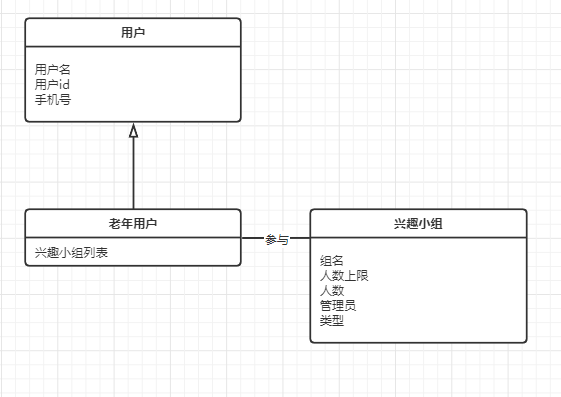 用户
用户名
用户id
手机号
老年用户
兴趣小组列表
参与
兴趣小组
组名
人数上限
人数
管理员
类型